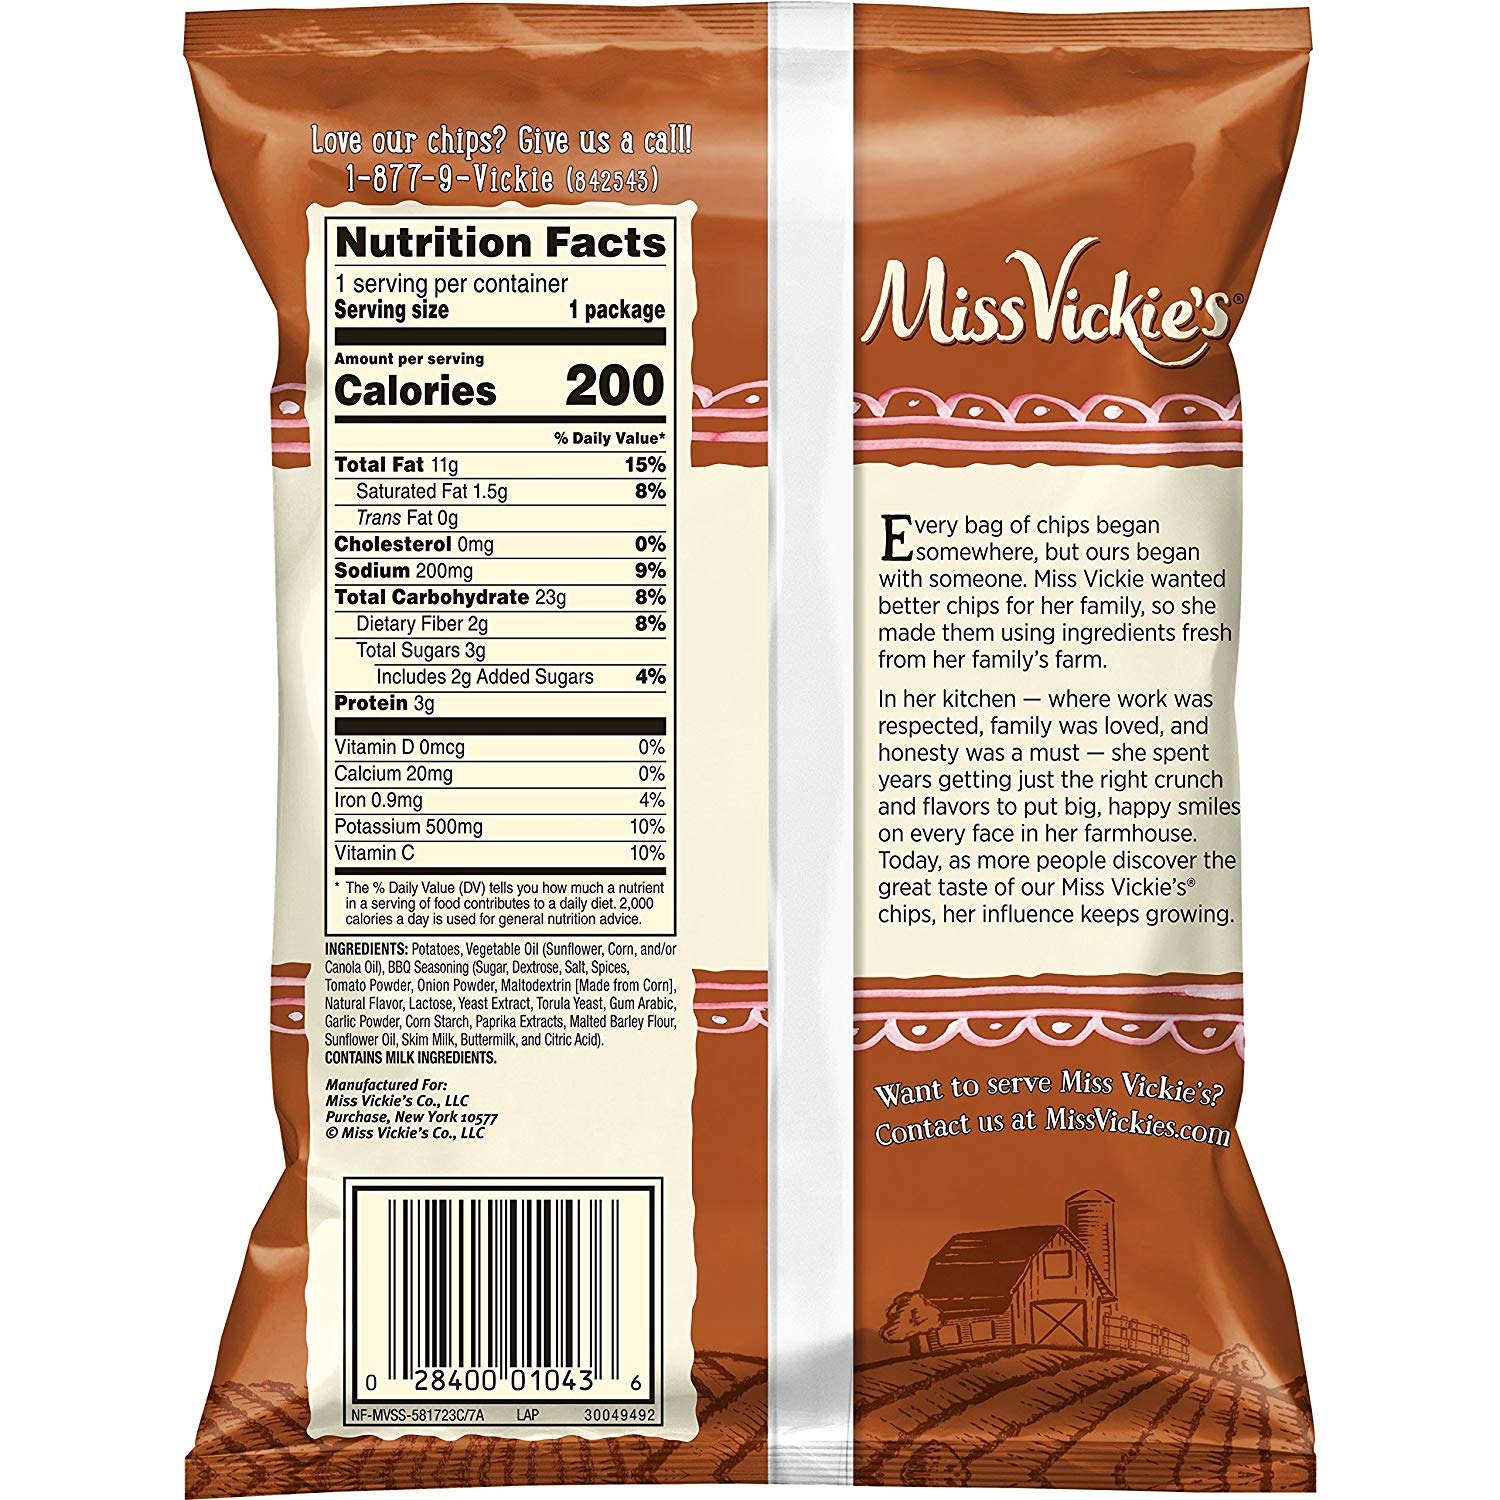 Love our chips? Give us a call!
1-877-9-Vickie (842543)
Nutrition Facts
1 serving per container
Serving size 1 package
Amount per serving
Calories 200
% Daily Value*
Total Fat 11g 15%
Saturated Fat 1.5g 8%
Trans Fat 0g
Cholesterol 0mg 0%
Sodium 200mg 9%
Total Carbohydrate 23g 8%
Dietary Fiber 2g 8%
Total Sugars 3g
Includes 2g Added Sugars 4%
Protein 3g
Vitamin D 0mcg 0%
Calcium 20mg 0%
Iron 0.9mg 4%
Potassium 500mg 10%
Vitamin C 10%
* The % Daily Value (DV) tells you how much a nutrient
in a serving of food contributes to a daily diet. 2,000
calories a day is used for general nutrition advice.
INGREDIENTS: Potatoes, Vegetable Oil (Sunflower, Corn, and/or
Canola Oil), BBQ Seasoning (Sugar, Dextrose, Salt, Spices,
Tomato Powder, Onion Powder, Maltodextrin [Made from Corn],
Natural Flavor, Lactose, Yeast Extract, Torula Yeast, Gum Arabic,
Garlic Powder, Corn Starch, Paprika Extracts, Malted Barley Flour,
Sunflower Oil, Skim Milk, Buttermilk, and Citric Acid).
CONTAINS MILK INGREDIENTS.
Manufactured For:
Miss Vickie's Co., LLC
Purchase, New York 10577
© Miss Vickie's Co., LLC
0 28400 01043 6
NF-MVSS-581723C/7A LAP 30049492
Miss Vickie's®
Every bag of chips began
somewhere, but ours began
with someone. Miss Vickie wanted
better chips for her family, so she
made them using ingredients fresh
from her family's farm.
In her kitchen — where work was
respected, family was loved, and
honesty was a must — she spent
years getting just the right crunch
and flavors to put big, happy smiles
on every face in her farmhouse.
Today, as more people discover the
great taste of our Miss Vickie's®
chips, her influence keeps growing.
Want to serve Miss Vickie's?
Contact us at MissVickies.com